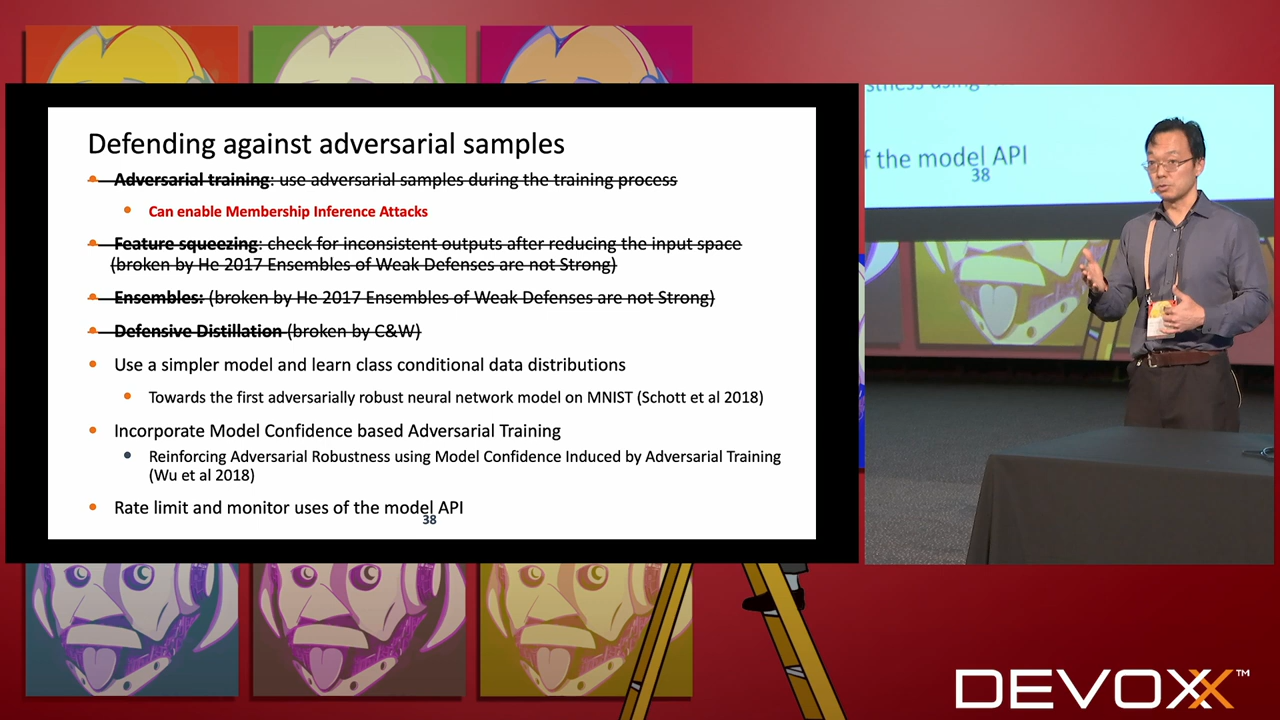 Defending against adversarial samples
Adversarial training: use adversarial samples during the training process
Can enable Membership Inference Attacks
Feature squeezing: check for inconsistent outputs after reducing the input space
(broken by He 2017 Ensembles of Weak Defenses are not Strong)
Ensembles: (broken by He 2017 Ensembles of Weak Defenses are not Strong)
Defensive Distillation (broken by C&W)
Use a simpler model and learn class conditional data distributions
Towards the first adversarially robust neural network model on MNIST (Schott et al 2018)
Incorporate Model Confidence based Adversarial Training
Reinforcing Adversarial Robustness using Model Confidence Induced by Adversarial Training
(Wu et al 2018)
Rate limit and monitor uses of the model API
38
f the model API
38
DEVOXX™